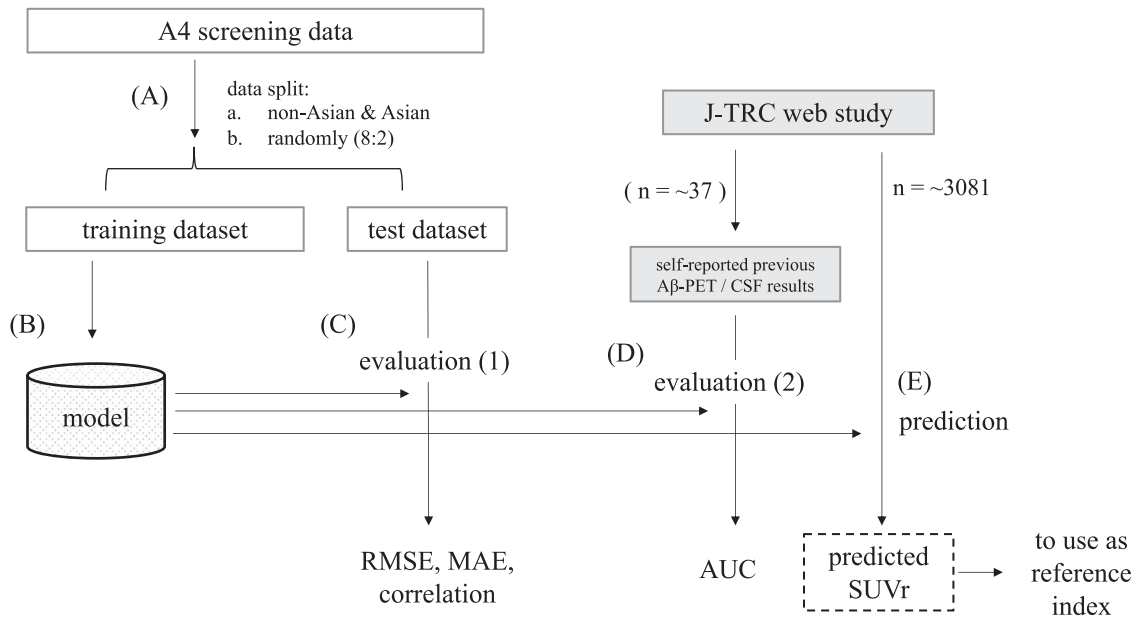 A4 screening data
(A)
data split:
a. non-Asian & Asian
b. randomly (8:2)
training dataset
test dataset
J-TRC web study
( n = ~37 )
n = ~3081
self-reported previous
Aβ-PET / CSF results
(B)
(C)
(D)
(E)
evaluation (1)
evaluation (2)
model
prediction
RMSE, MAE,
correlation
AUC
predicted
SUVr
to use as
reference
index